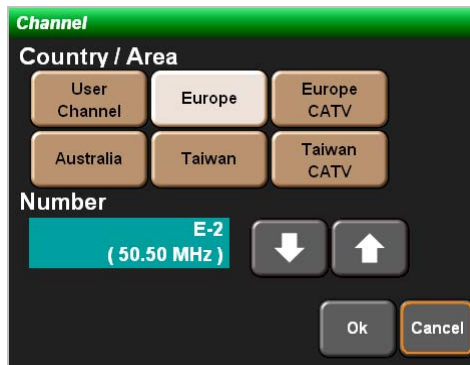 Channel
Country / Area
User
Channel
Europe
Europe
CATV
Australia
Taiwan
Taiwan
CATV
Number
E-2
( 50.50 MHz )
Ok
Cancel